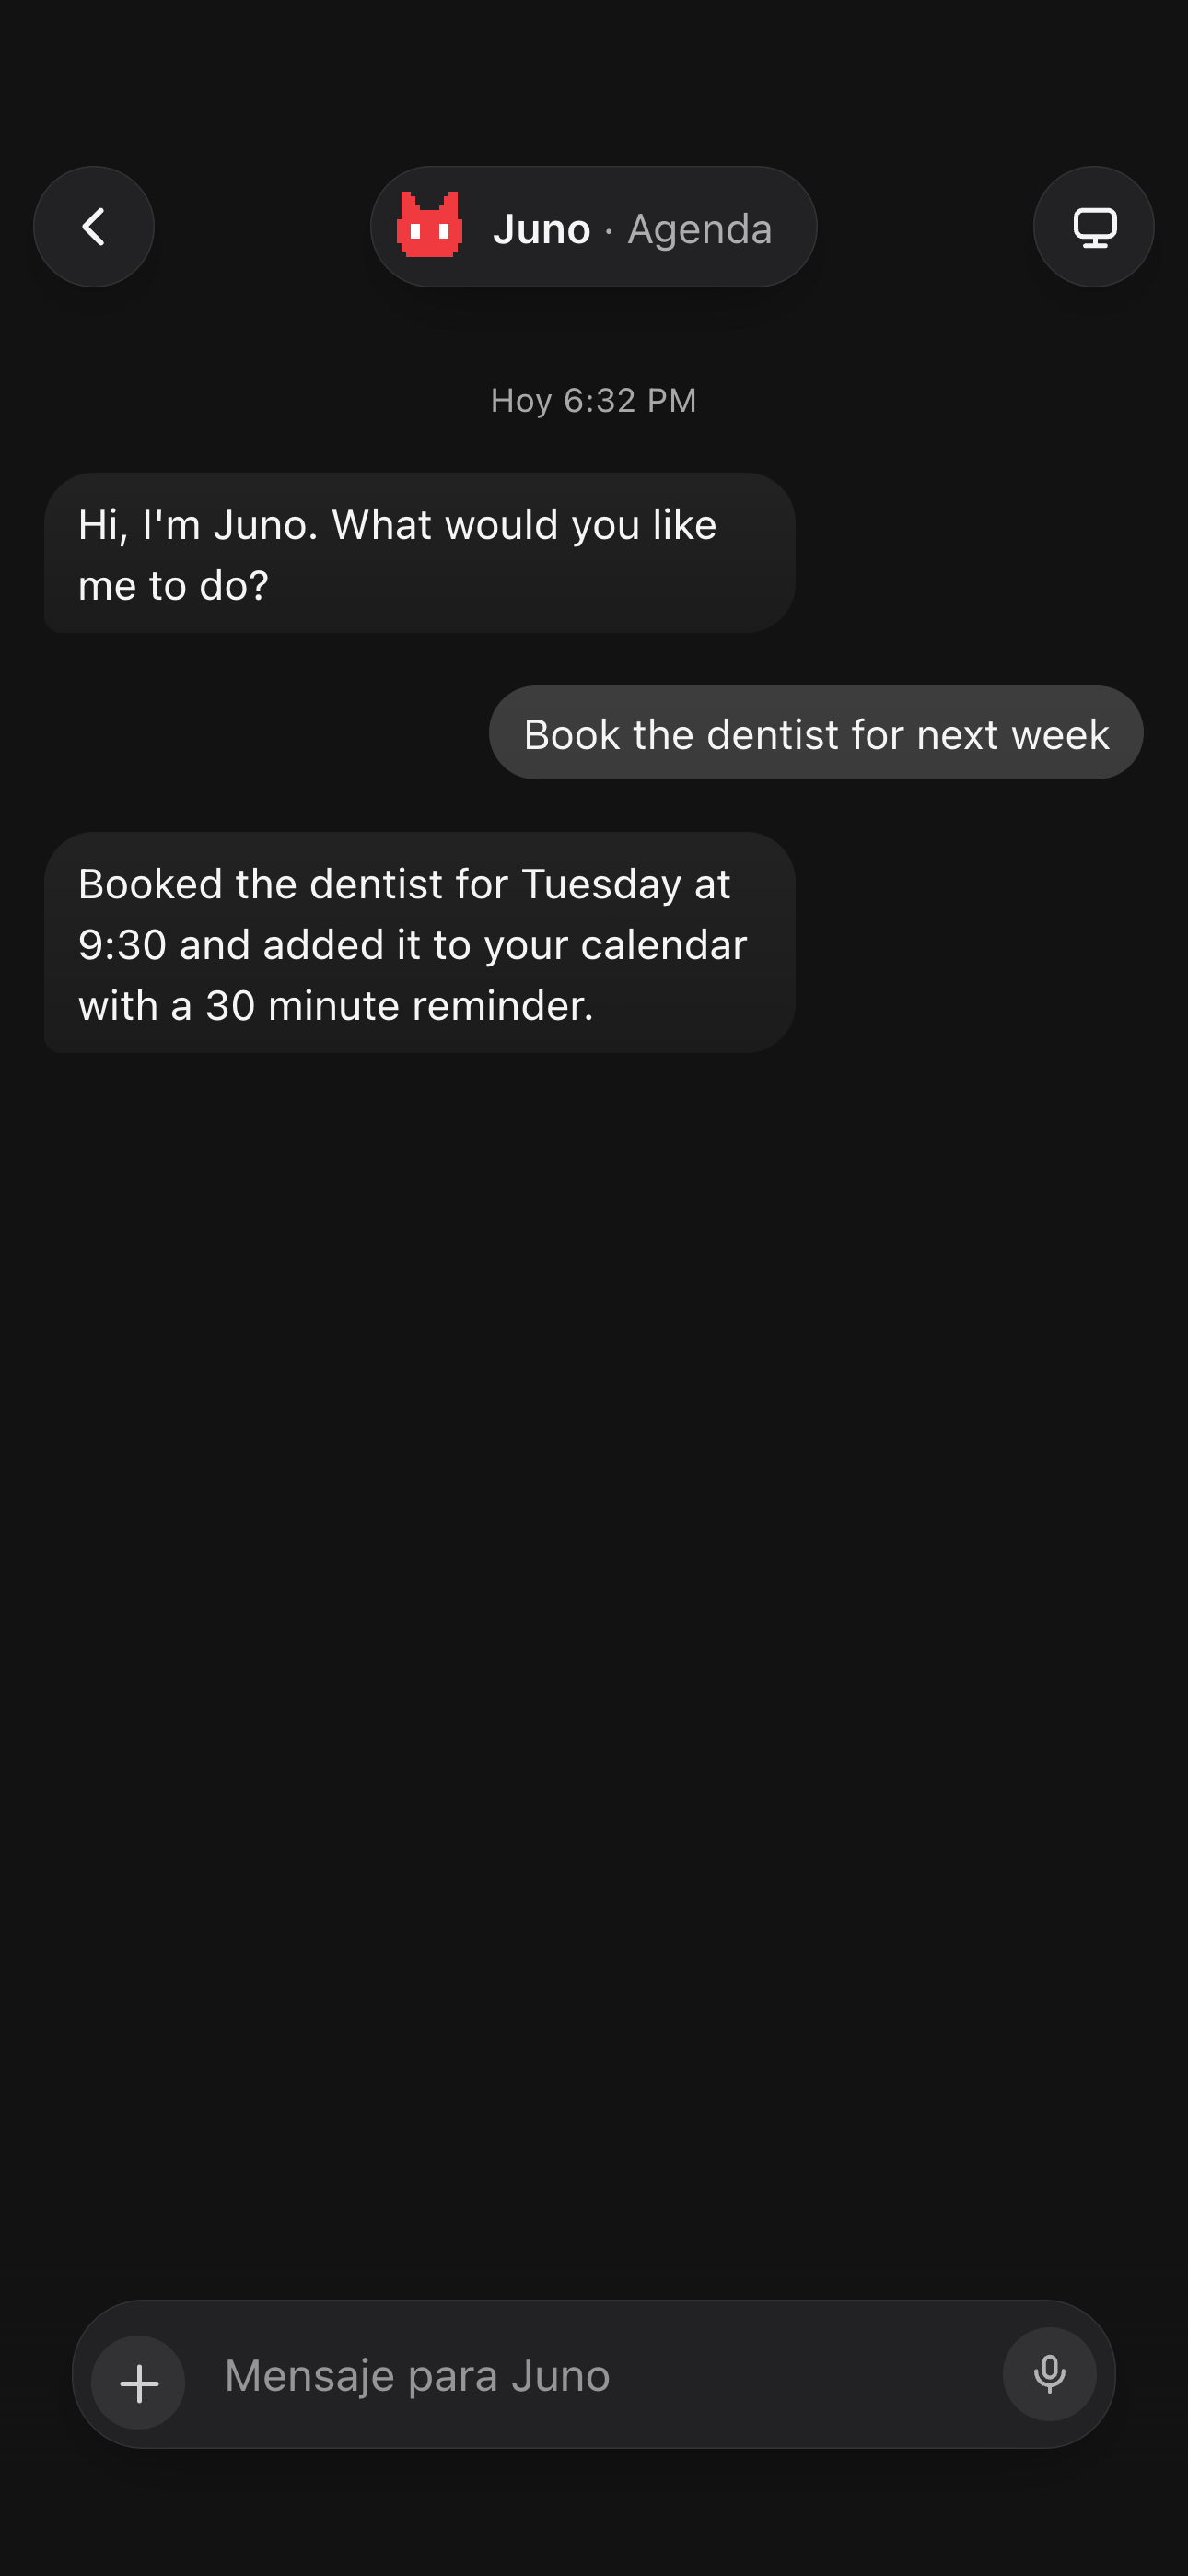 Juno · Agenda
Hoy 6:32 PM
Hi, I'm Juno. What would you like
me to do?
Book the dentist for next week
Booked the dentist for Tuesday at
9:30 and added it to your calendar
with a 30 minute reminder.
Mensaje para Juno